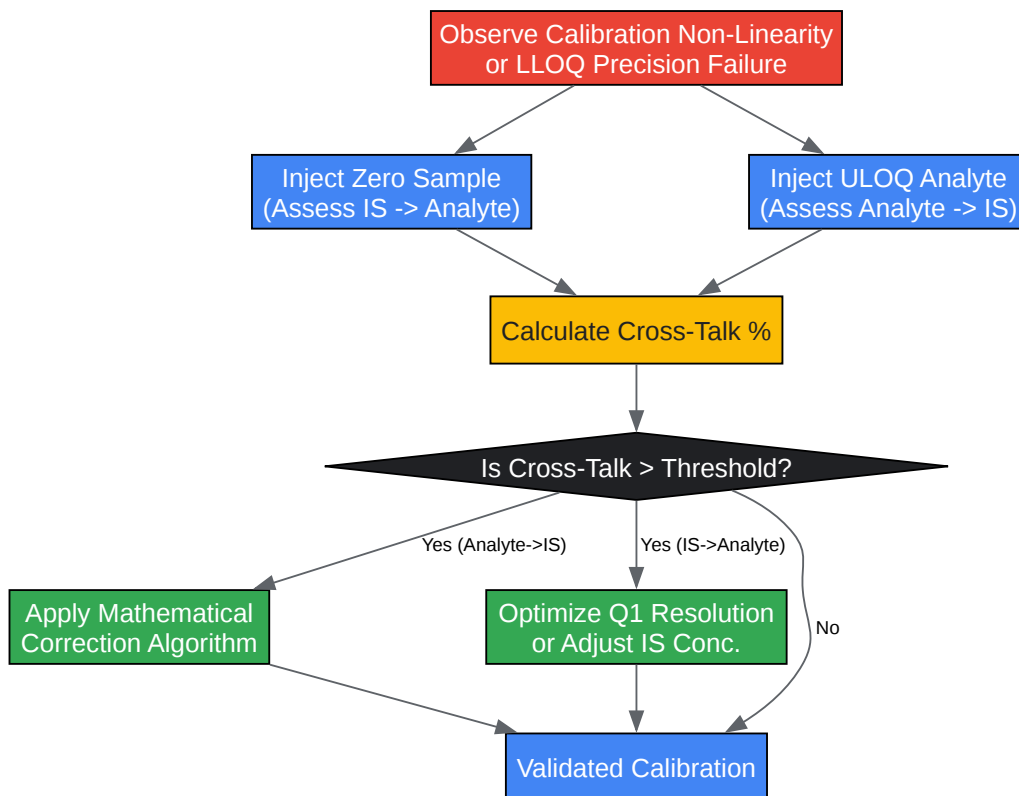 Observe Calibration Non-Linearity
or LLOQ Precision Failure
Inject Zero Sample
(Assess IS -> Analyte)
Inject ULOQ Analyte
(Assess Analyte -> IS)
Calculate Cross-Talk %
Is Cross-Talk > Threshold?
Yes (Analyte->IS)
Yes (IS->Analyte)
No
Apply Mathematical
Correction Algorithm
Optimize Q1 Resolution
or Adjust IS Conc.
Validated Calibration